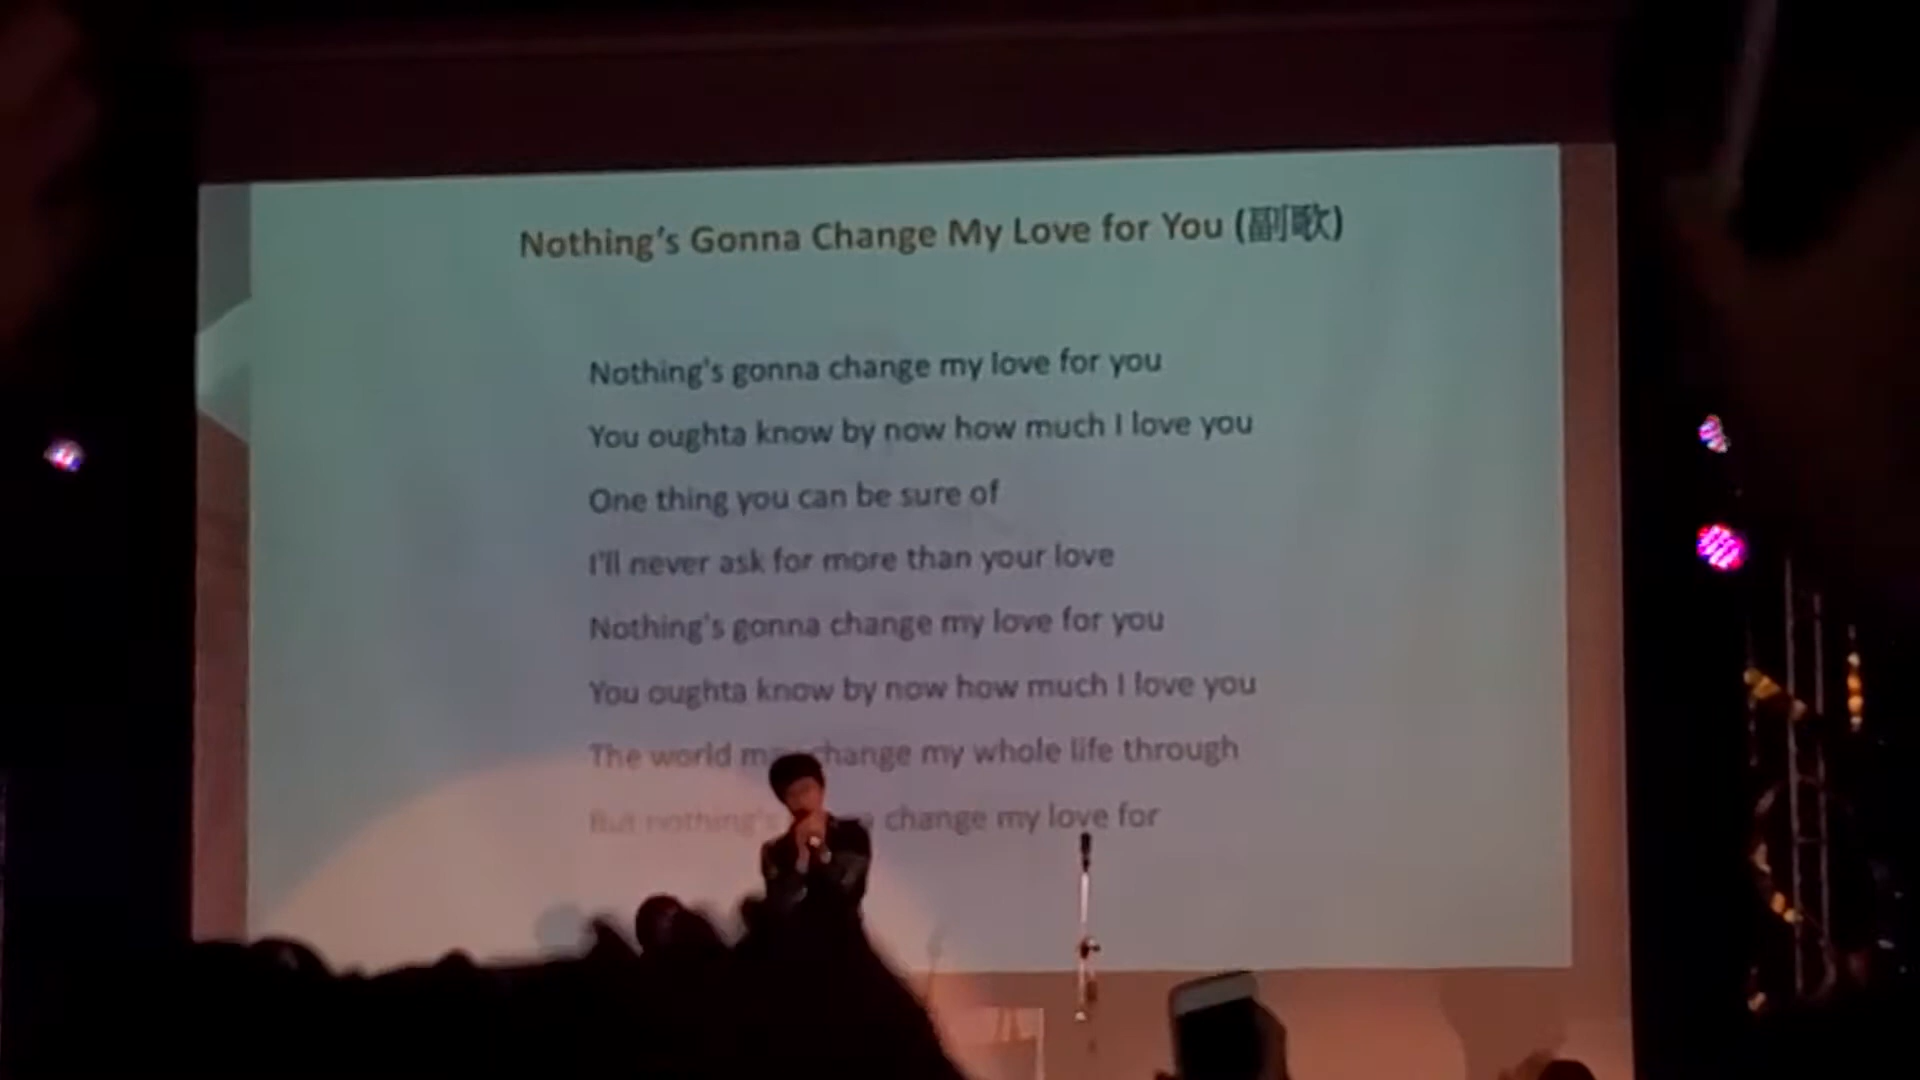 Nothing's Gonna Change My Love for You (副歌)
Nothing's gonna change my love for you
You oughta know by now how much I love you
One thing you can be sure of
I'll never ask for more than your love
Nothing's gonna change my love for you
You oughta know by now how much I love you
The world may change my whole life through
But nothing's change my love for